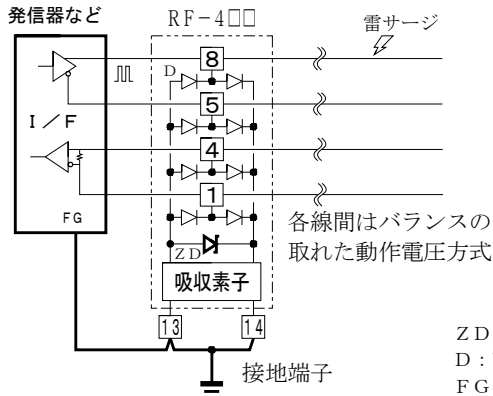 発信器など
RF-4□□
雷サージ
D
8
5
I/F
4
1
FG
各線間はバランスの
取れた動作電圧方式
ZD
吸収素子
13
14
接地端子
ZD
D:
FG